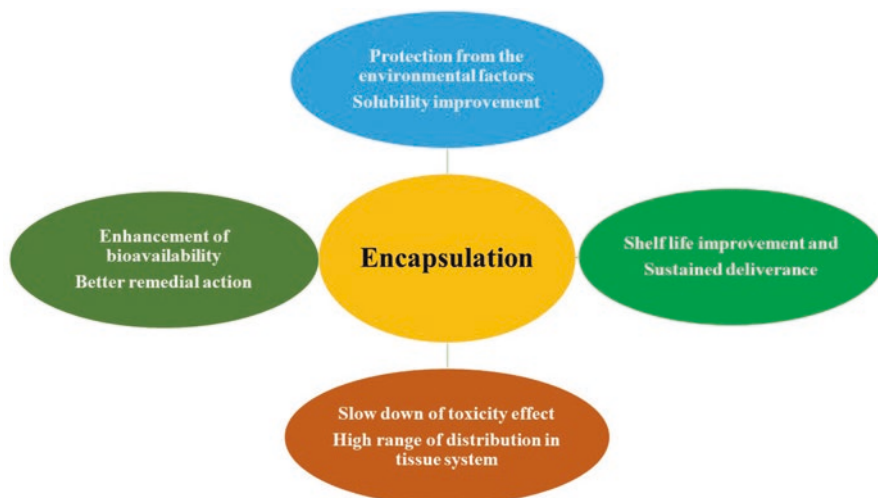 Protection from the
environmental factors
Solubility improvement
Enhancement of
bioavailability
Better remedial action
Encapsulation
Shelf life improvement and
Sustained deliverance
Slow down of toxicity effect
High range of distribution in
tissue system